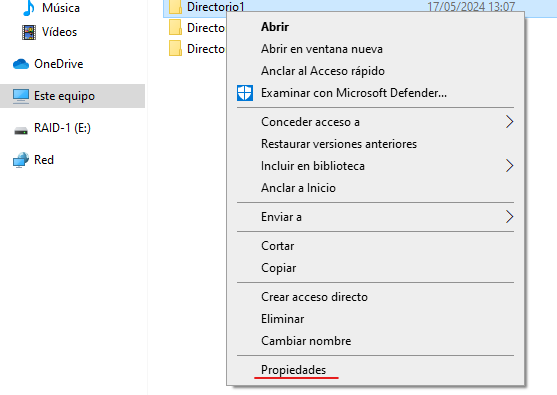 Música
Vídeos
OneDrive
Este equipo
RAID-1 (E:)
Red
Directorio1 17/05/2024 13:07
Directo
Directo
Abrir
Abrir en ventana nueva
Anclar al Acceso rápido
Examinar con Microsoft Defender...
Conceder acceso a
Restaurar versiones anteriores
Incluir en biblioteca
Anclar a Inicio
Enviar a
Cortar
Copiar
Crear acceso directo
Eliminar
Cambiar nombre
Propiedades